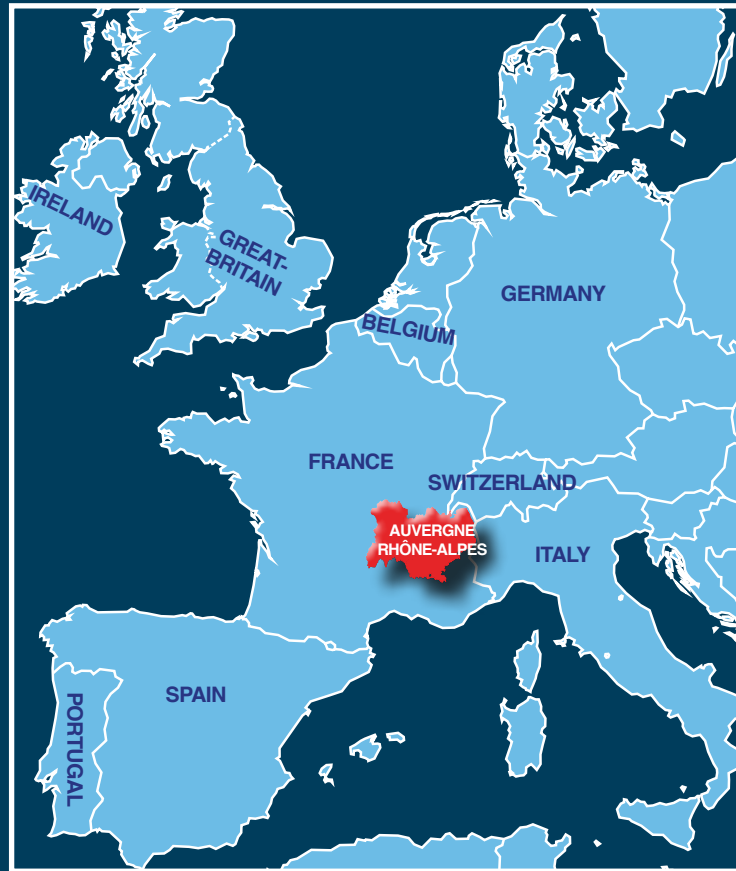 IRELAND
GREAT-
BRITAIN
GERMANY
BELGIUM
FRANCE
SWITZERLAND
AUVERGNE
RHÔNE-ALPES
ITALY
SPAIN
PORTUGAL